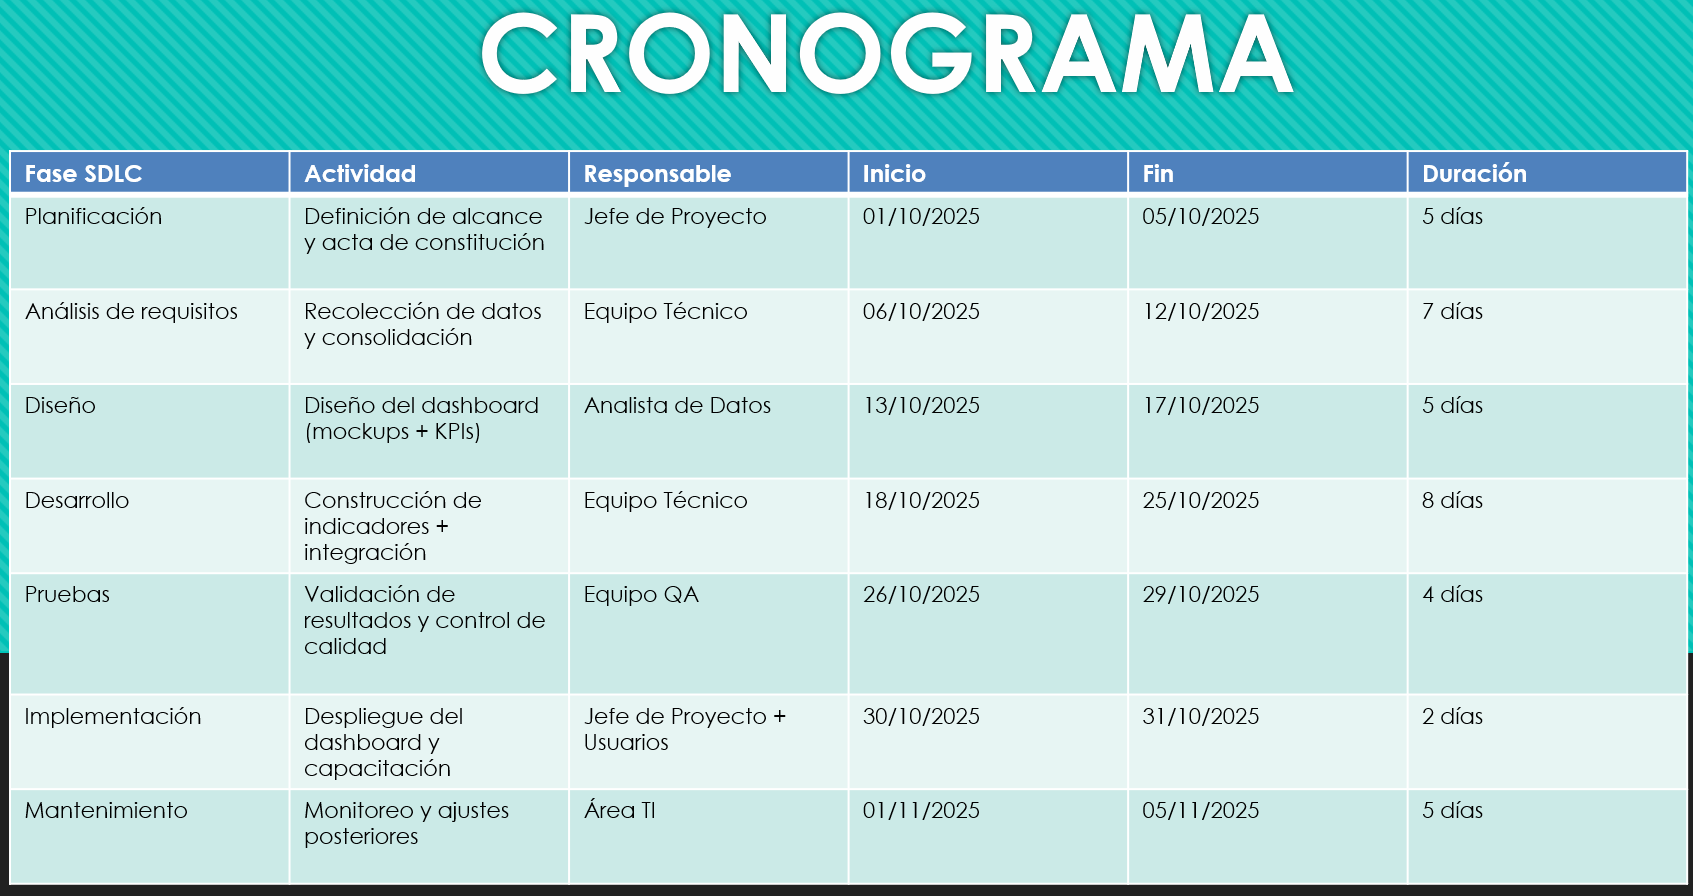 CRONOGRAMA
Fase SDLC Actividad Responsable Inicio Fin Duración
Planificación Definición de alcance Jefe de Proyecto 01/10/2025 05/10/2025 5 días
y acta de constitución
Análisis de requisitos Recolección de datos Equipo Técnico 06/10/2025 12/10/2025 7 días
y consolidación
Diseño Diseño del dashboard Analista de Datos 13/10/2025 17/10/2025 5 días
(mockups + KPIs)
Desarrollo Construcción de Equipo Técnico 18/10/2025 25/10/2025 8 días
indicadores +
integración
Pruebas Validación de Equipo QA 26/10/2025 29/10/2025 4 días
resultados y control de
calidad
Implementación Despliegue del Jefe de Proyecto + 30/10/2025 31/10/2025 2 días
dashboard y Usuarios
capacitación
Mantenimiento Monitoreo y ajustes Área TI 01/11/2025 05/11/2025 5 días
posteriores